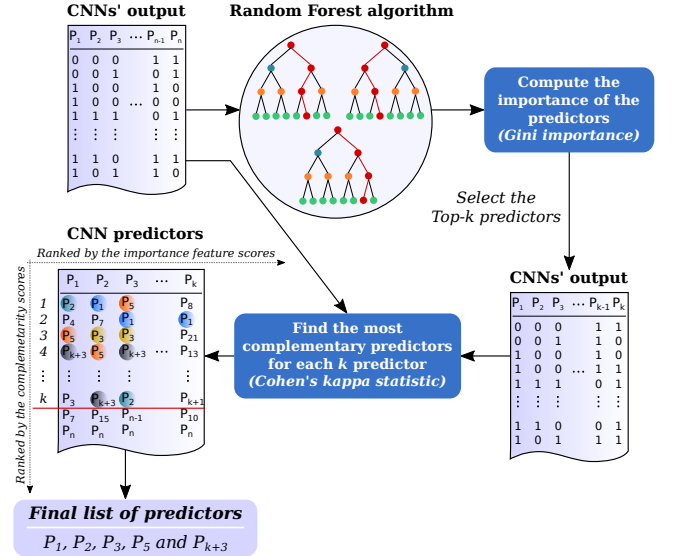 CNNs' output
P1 P2 P3 ··· Pn-1 Pn
0 0 0 1 1
0 0 1 0 1
1 0 0 1 0
1 0 0 ... 0 0
1 1 1 0 1
⋮ ⋮ ⋮ ⋮ ⋮
1 1 0 1 1
1 0 1 1 0
Random Forest algorithm
Compute the
importance of the
predictors
(Gini importance)
Select the
Top-k predictors
CNNs' output
P1 P2 P3 ··· Pk-1 Pk
0 0 0 1 1
0 0 1 1 0
1 0 0 1 0
1 0 0 ... 1 1
1 1 1 0 1
⋮ ⋮ ⋮ ⋮ ⋮
1 1 0 0 0
1 0 1 1 0
Find the most
complementary predictors
for each k predictor
(Cohen's kappa statistic)
CNN predictors
Ranked by the importance feature scores
Ranked by the complemetarity scores
P1 P2 P3 ··· Pk
1 P2 P1 P5 P8
2 P4 P7 P1 P1
3 P5 P3 P3 P21
4 Pk+3 P5 Pk+3 ... P13
⋮ ⋮ ⋮ ⋮ ⋮
k P3 Pk+3 P2 Pk+1
P7 P15 Pn-1 P10
Pn Pn Pn Pn
Final list of predictors
P1, P2, P3, P5 and Pk+3